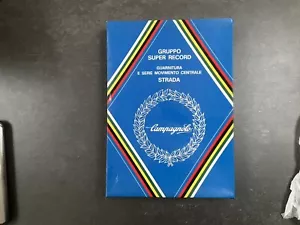 GRUPPO
SUPER RECORD
GUARNITURA
E SERIE MOVIMENTO CENTRALE
STRADA
Campagnolo